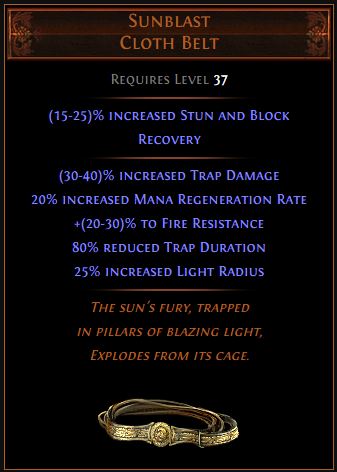 Sunblast
Cloth Belt
Requires Level 37
(15-25)% increased Stun and Block
Recovery
(30-40)% increased Trap Damage
20% increased Mana Regeneration Rate
+(20-30)% to Fire Resistance
80% reduced Trap Duration
25% increased Light Radius
The sun's fury, trapped
in pillars of blazing light,
Explodes from its cage.